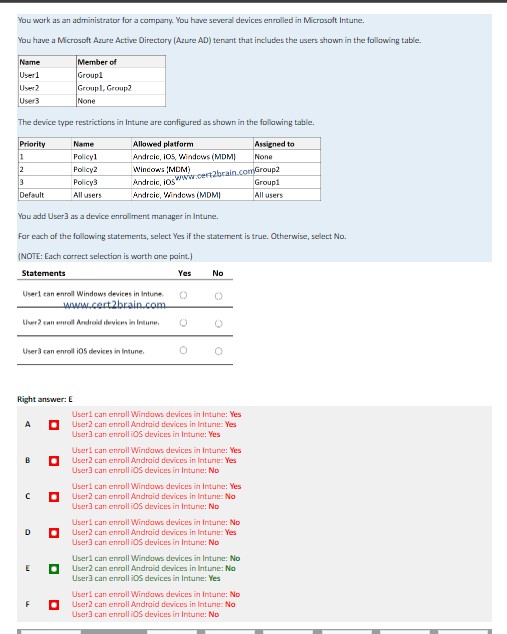 You work as an administrator for a company. You have several devices enrolled in Microsoft Intune.
You have a Microsoft Azure Active Directory (Azure AD) tenant that includes the users shown in the following table.
Name Member of
User1 Group1
User2 Group1, Group2
User3 None
The device type restrictions in Intune are configured as shown in the following table.
Priority Name Allowed platform Assigned to
1 Policy1 Android, iOS, Windows (MDM) None
2 Policy2 Windows (MDM) Group2
www.cert2brain.com
3 Policy3 Android, iOS Group1
Default All users Android, Windows (MDM) All users
You add User3 as a device enrollment manager in Intune.
For each of the following statements, select Yes if the statement is true. Otherwise, select No.
(NOTE: Each correct selection is worth one point.)
Statements Yes No
User1 can enroll Windows devices in Intune.
www.cert2brain.com
User2 can enroll Android devices in Intune.
User3 can enroll iOS devices in Intune.
Right answer: E
User1 can enroll Windows devices in Intune: Yes
A User2 can enroll Android devices in Intune: Yes
User3 can enroll iOS devices in Intune: Yes
User1 can enroll Windows devices in Intune: Yes
B User2 can enroll Android devices in Intune: Yes
User3 can enroll iOS devices in Intune: No
User1 can enroll Windows devices in Intune: Yes
C User2 can enroll Android devices in Intune: No
User3 can enroll iOS devices in Intune: No
User1 can enroll Windows devices in Intune: No
D User2 can enroll Android devices in Intune: Yes
User3 can enroll iOS devices in Intune: No
User1 can enroll Windows devices in Intune: No
E User2 can enroll Android devices in Intune: No
User3 can enroll iOS devices in Intune: Yes
User1 can enroll Windows devices in Intune: No
F User2 can enroll Android devices in Intune: No
User3 can enroll iOS devices in Intune: No